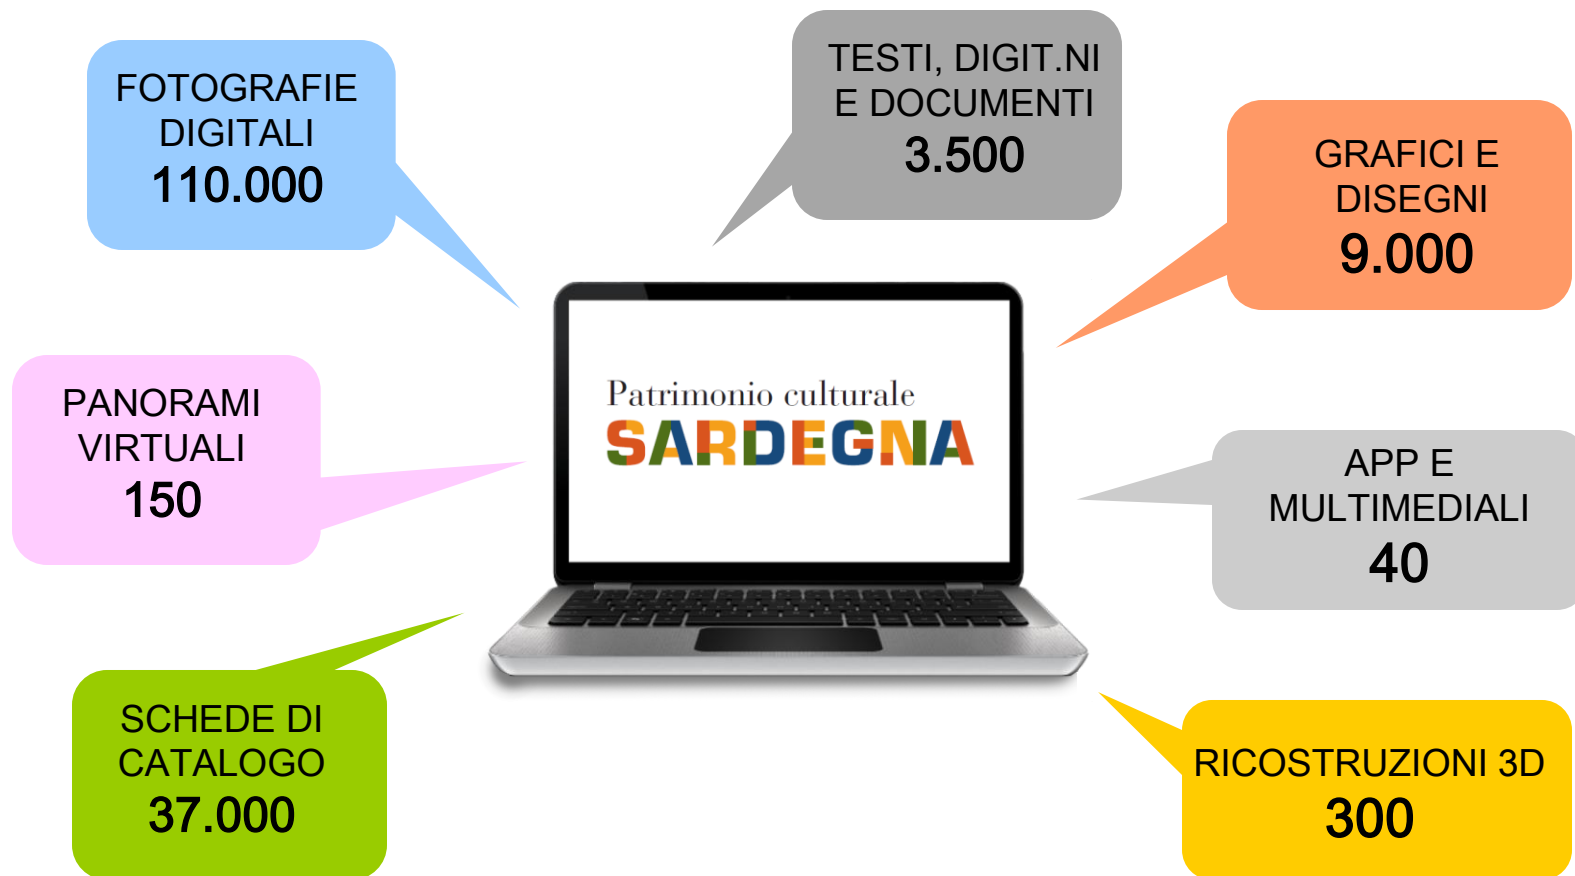 FOTOGRAFIE
DIGITALI
110.000
TESTI, DIGIT.NI
E DOCUMENTI
3.500
GRAFICI E
DISEGNI
9.000
Patrimonio culturale
SARDEGNA
PANORAMI
VIRTUALI
150
APP E
MULTIMEDIALI
40
SCHEDE DI
CATALOGO
37.000
RICOSTRUZIONI 3D
300